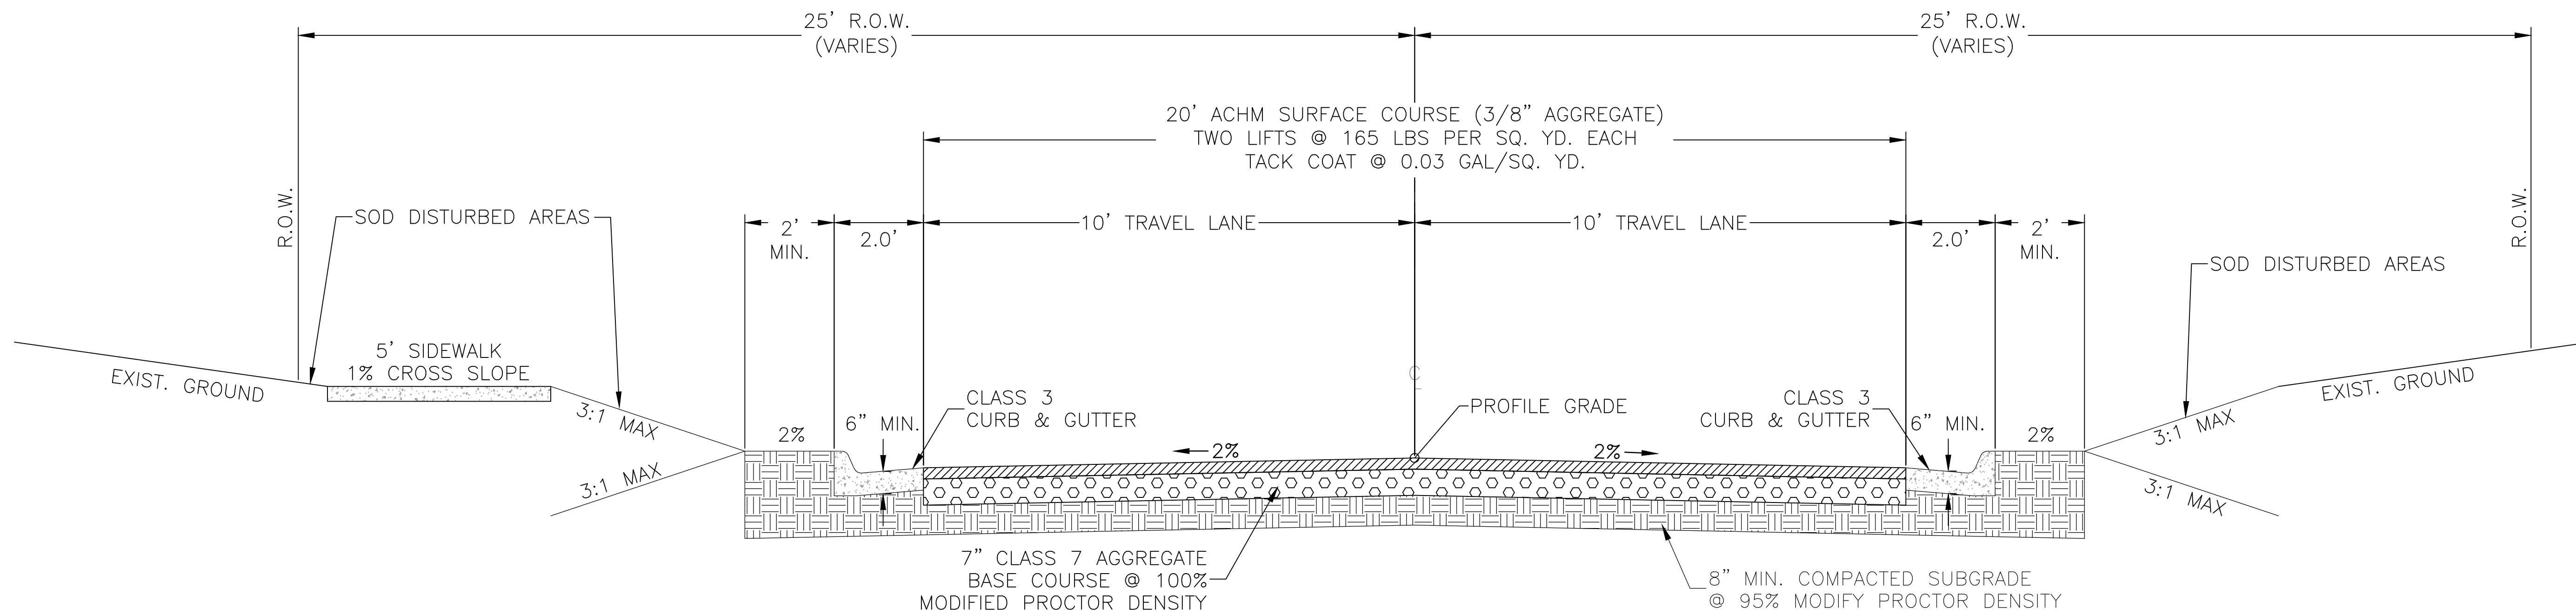 25' R.O.W.
(VARIES)
25' R.O.W.
(VARIES)
20' ACHM SURFACE COURSE (3/8" AGGREGATE)
TWO LIFTS @ 165 LBS PER SQ. YD. EACH
TACK COAT @ 0.03 GAL/SQ. YD.
R.O.W.
SOD DISTURBED AREAS
2'
MIN.
2.0'
10' TRAVEL LANE
10' TRAVEL LANE
2.0'
2'
MIN.
R.O.W.
SOD DISTURBED AREAS
5' SIDEWALK
1% CROSS SLOPE
EXIST. GROUND
3:1 MAX
3:1 MAX
2%
6" MIN.
CLASS 3
CURB & GUTTER
2%
CL
PROFILE GRADE
2%
CLASS 3
CURB & GUTTER
6" MIN.
2%
3:1 MAX
3:1 MAX
EXIST. GROUND
7" CLASS 7 AGGREGATE
BASE COURSE @ 100%
MODIFIED PROCTOR DENSITY
8" MIN. COMPACTED SUBGRADE
@ 95% MODIFY PROCTOR DENSITY